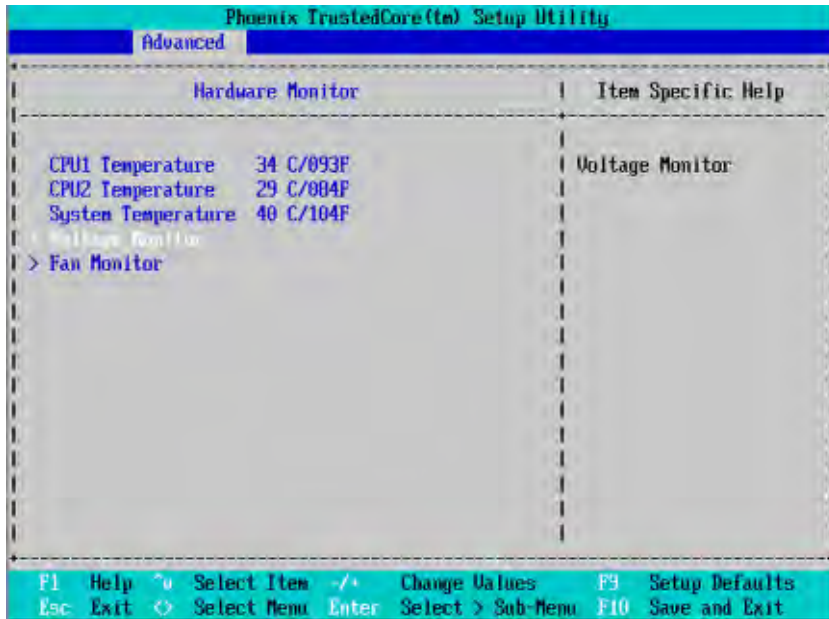 Phoenix TrustedCore(tm) Setup Utility
Advanced
Hardware Monitor
Item Specific Help
CPU1 Temperature 34 C/093F
CPU2 Temperature 29 C/084F
System Temperature 40 C/104F
> Voltage Monitor
> Fan Monitor
Voltage Monitor
F1 Help ^v Select Item -/+ Change Values F9 Setup Defaults
Esc Exit <> Select Menu Enter Select > Sub-Menu F10 Save and Exit